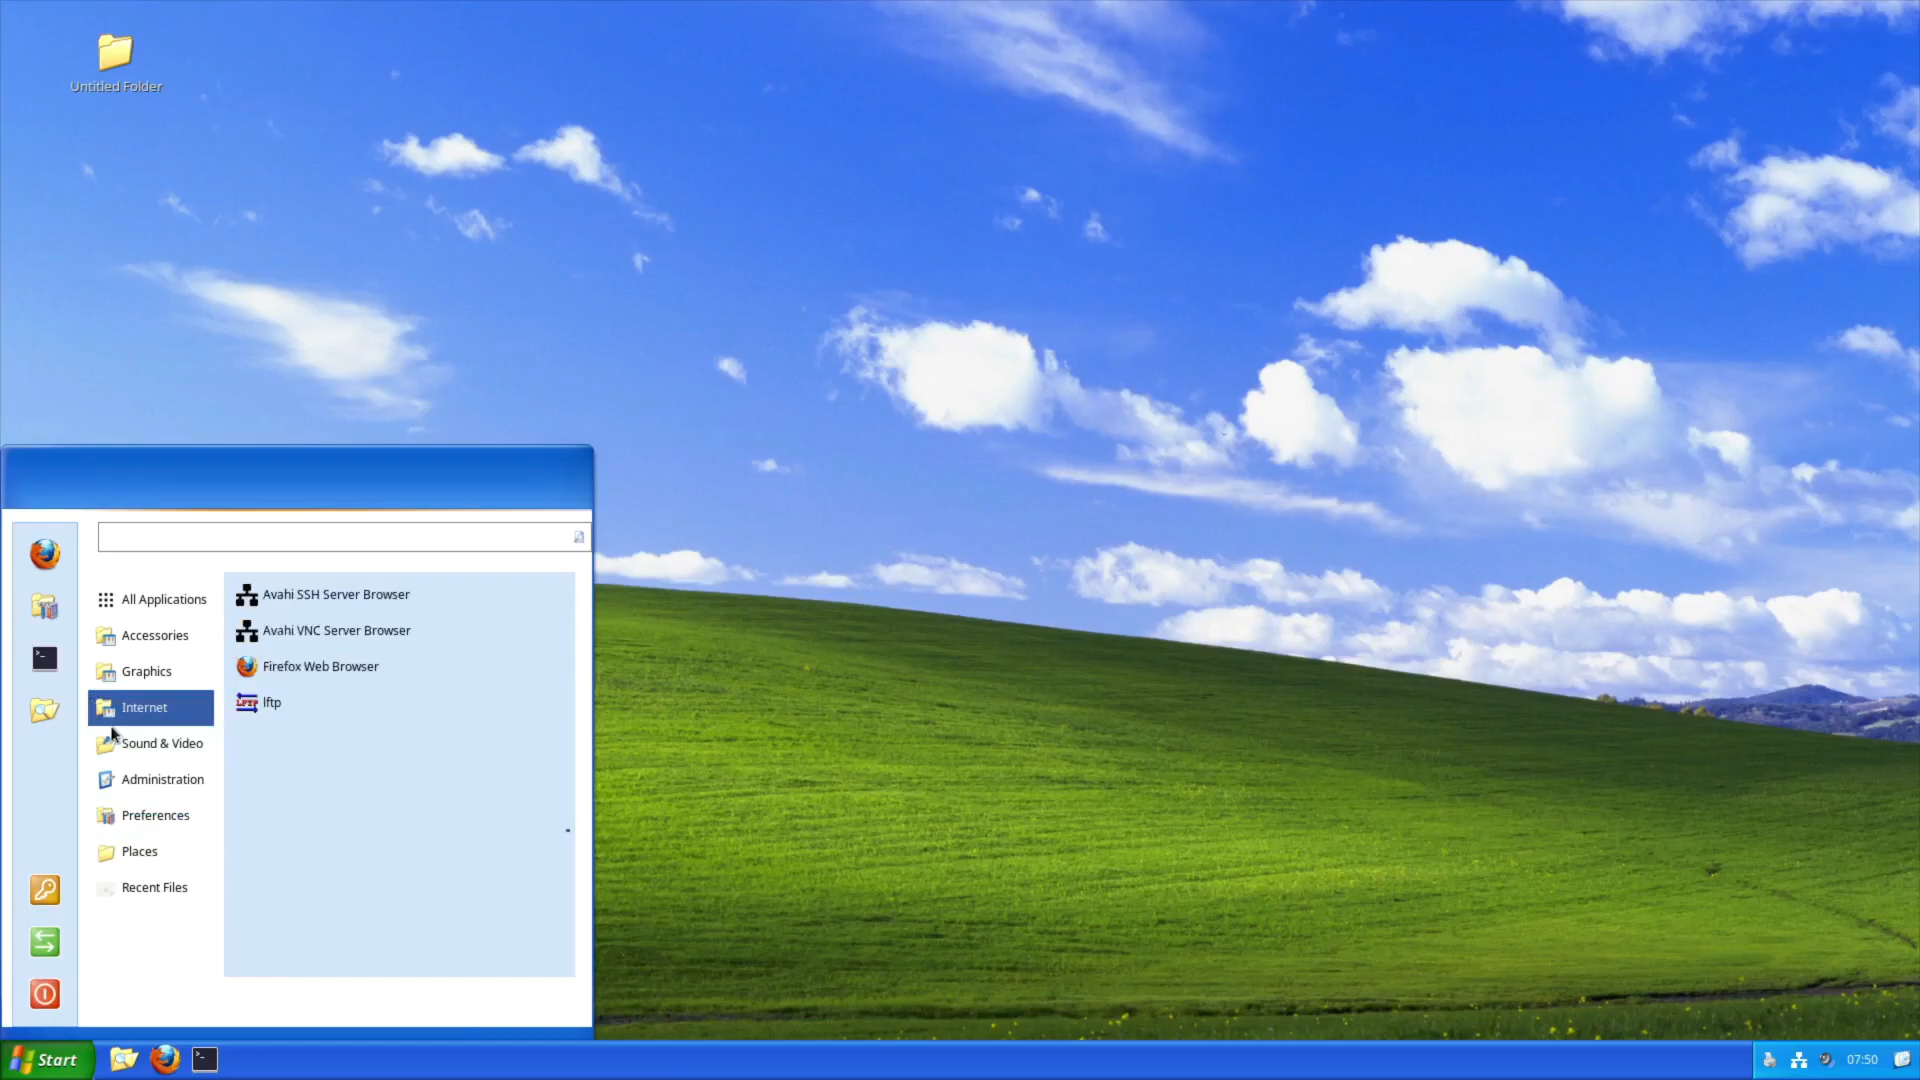 Untitled Folder
All Applications
Accessories
Graphics
Internet
Sound & Video
Administration
Preferences
Places
Recent Files
Avahi SSH Server Browser
Avahi VNC Server Browser
Firefox Web Browser
LFTP lftp
Start
07:50